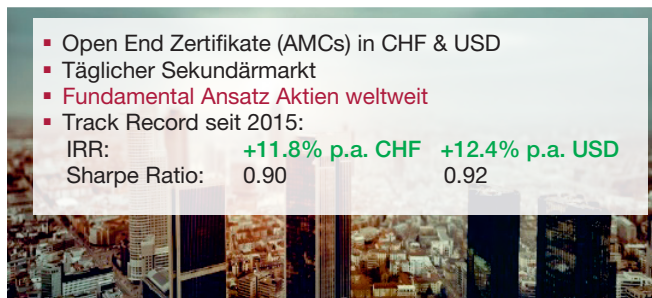 ▪ Open End Zertifikate (AMCs) in CHF & USD
▪ Täglicher Sekundärmarkt
▪ Fundamental Ansatz Aktien weltweit
▪ Track Record seit 2015:
IRR: +11.8% p.a. CHF +12.4% p.a. USD
Sharpe Ratio: 0.90 0.92